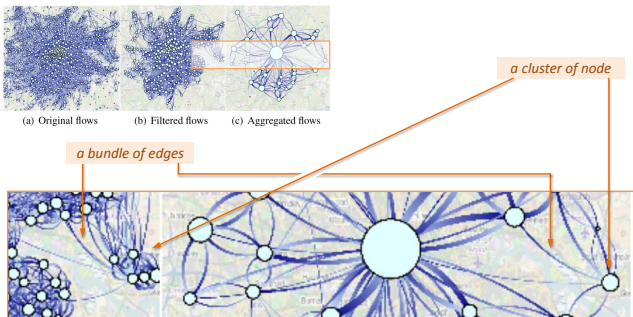 a cluster of node
(a) Original flows
(b) Filtered flows
(c) Aggregated flows
a bundle of edges